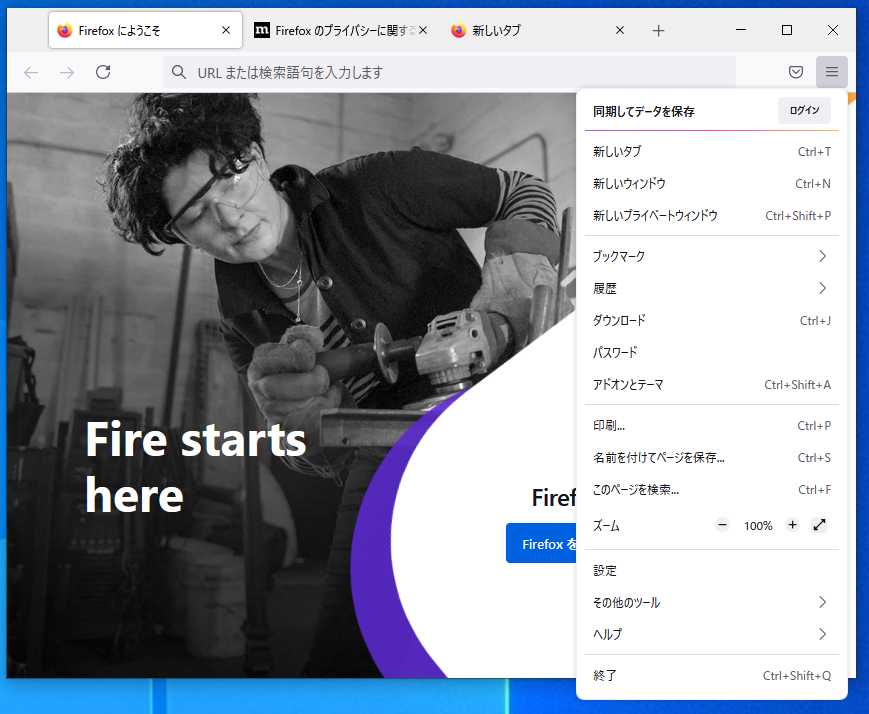 Firefox にようこそ
Firefox のプライバシーに関する
新しいタブ
URL または検索語句を入力します
同期してデータを保存
ログイン
新しいタブ Ctrl+T
新しいウィンドウ Ctrl+N
新しいプライベートウィンドウ Ctrl+Shift+P
ブックマーク
履歴
ダウンロード Ctrl+J
パスワード
アドオンとテーマ Ctrl+Shift+A
印刷... Ctrl+P
名前を付けてページを保存... Ctrl+S
このページを検索... Ctrl+F
ズーム 100%
設定
その他のツール
ヘルプ
終了 Ctrl+Shift+Q
Fire starts
here
Firef
Firefox を